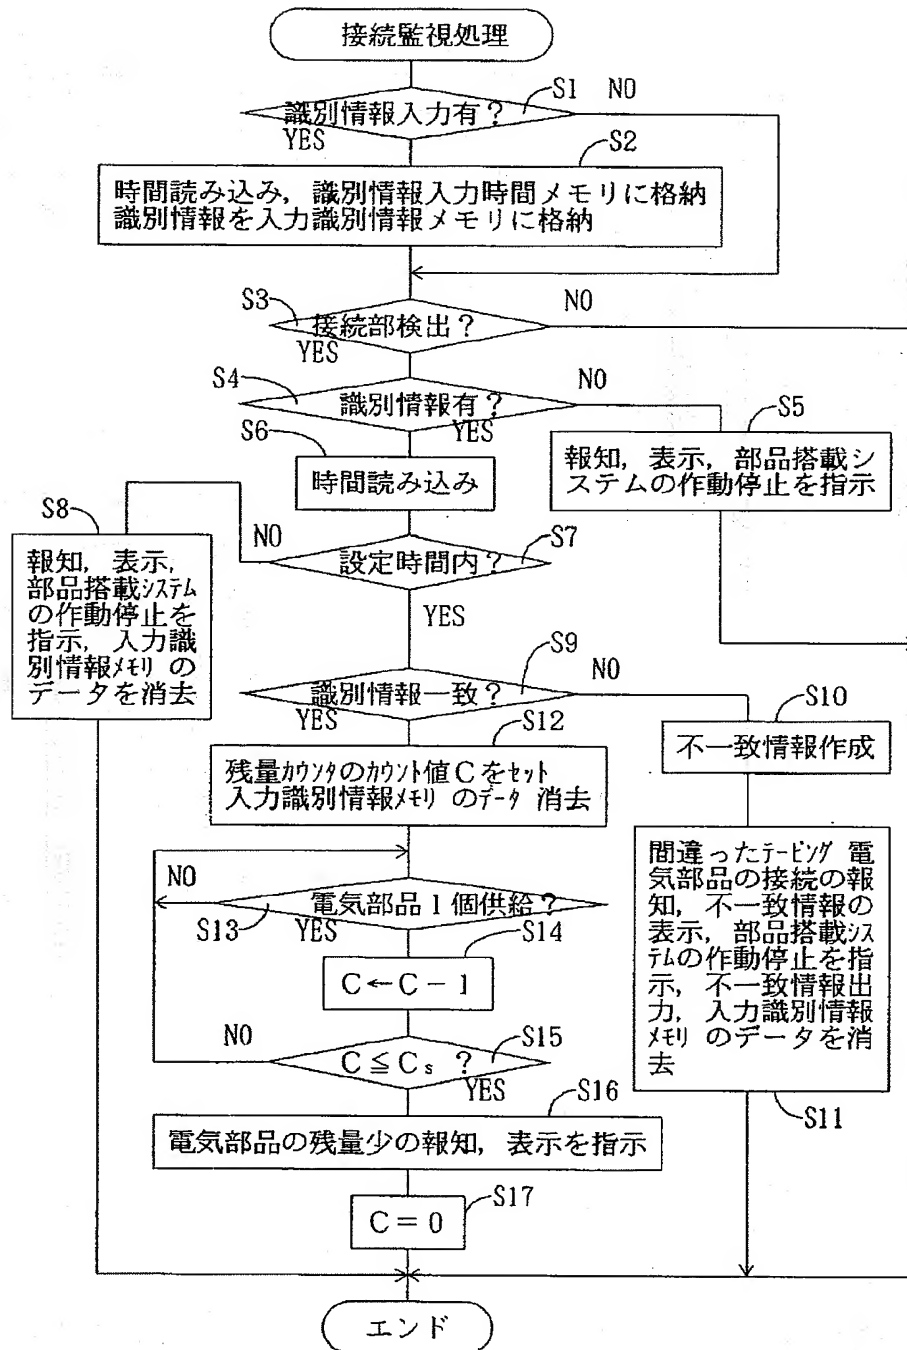 接続監視処理
S1 NO
識別情報入力有?
YES
S2
時間読み込み, 識別情報入力時間メモリに格納
識別情報を入力識別情報メモリに格納
S3
NO
接続部検出?
YES
S4
NO
識別情報有?
YES
S5
報知, 表示, 部品搭載シ
ステムの作動停止を指示
S6
時間読み込み
S7
NO
設定時間内?
YES
S8
報知, 表示,
部品搭載システム
の作動停止を
指示, 入力識
別情報メモリ の
データを消去
S9
NO
識別情報一致?
YES
S10
不一致情報作成
S12
残量カウンタのカウント値Cをセット
入力識別情報メモリ のデータ 消去
間違ったテーピング 電
気部品の接続の報
知, 不一致情報の
表示, 部品搭載シス
テムの作動停止を指
示, 不一致情報出
力, 入力識別情報
メモリ のデータを消
去
S11
NO
電気部品1個供給?
S13
YES
S14
C←C-1
NO
S15
C≦Cs ?
YES
S16
電気部品の残量少の報知, 表示を指示
S17
C=0
エンド